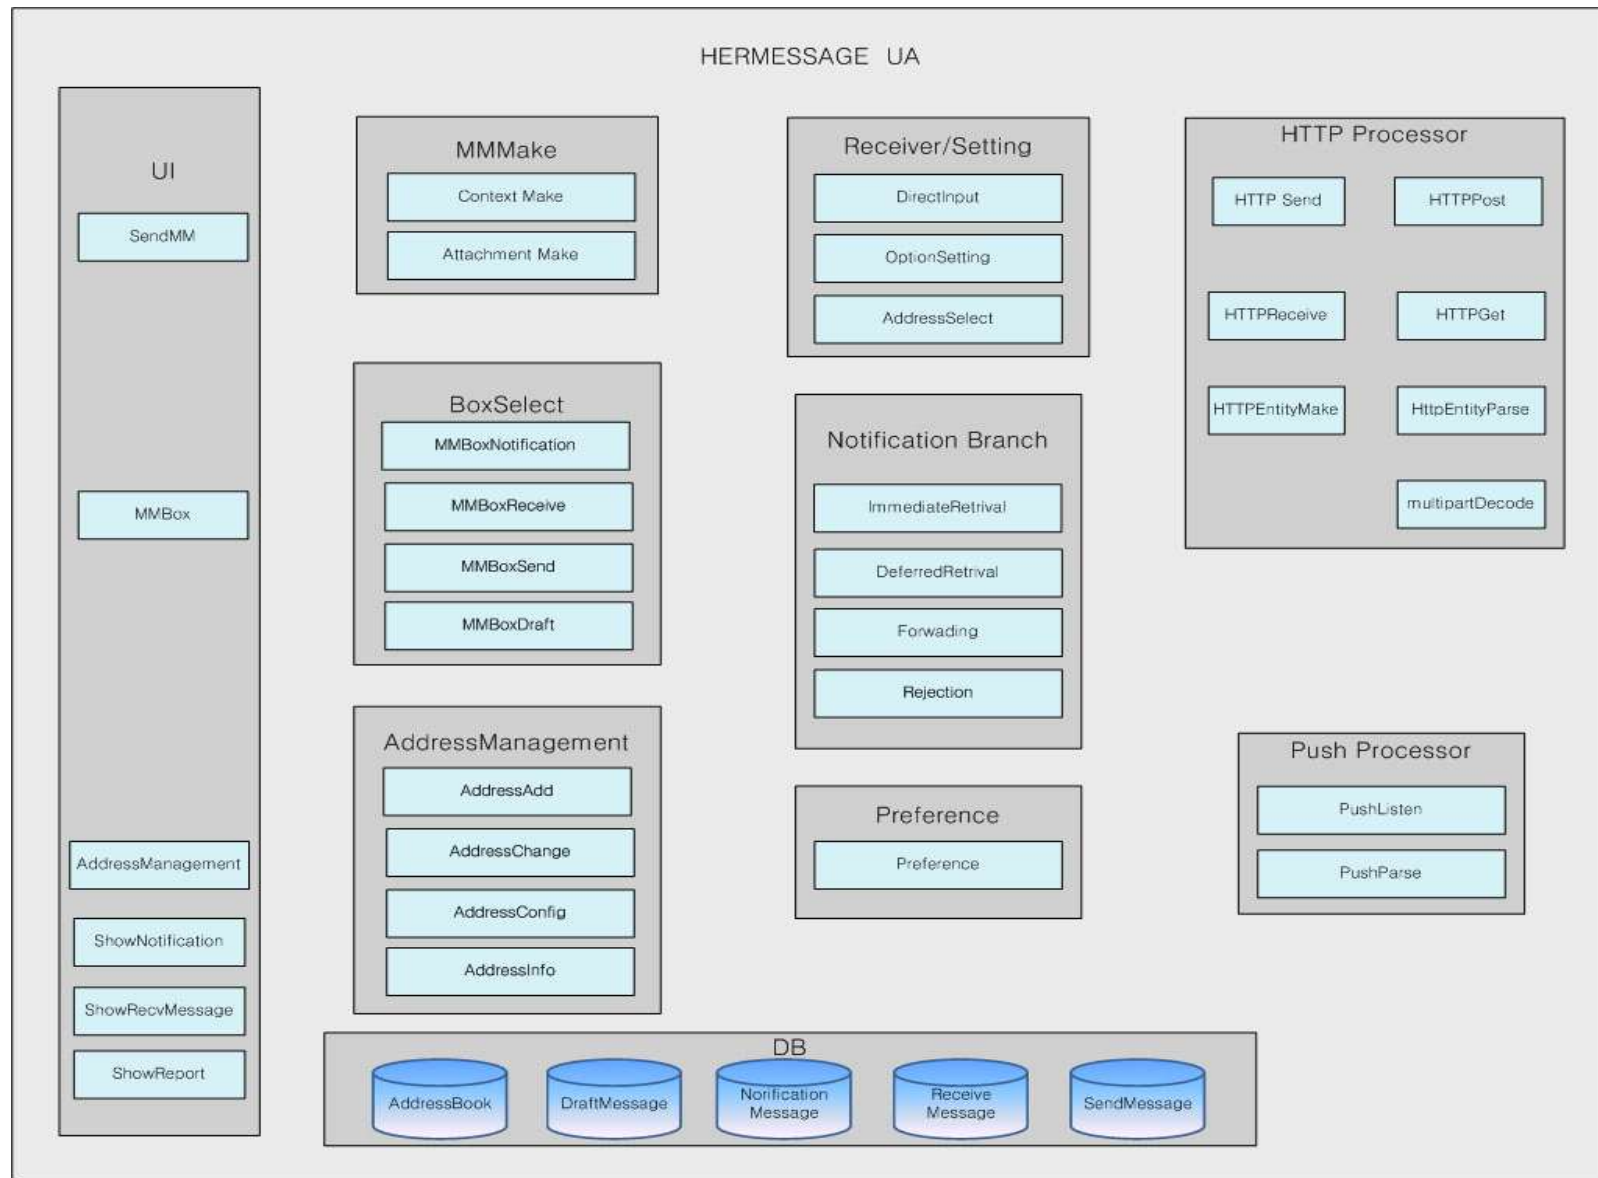 HERMESSAGE UA
UI
SendMM
MMBox
AddressManagement
ShowNotification
ShowRecvMessage
ShowReport
MMMake
Context Make
Attachment Make
BoxSelect
MMBoxNotification
MMBoxReceive
MMBoxSend
MMBoxDraft
AddressManagement
AddressAdd
AddressChange
AddressConfig
AddressInfo
Receiver/Setting
DirectInput
OptionSetting
AddressSelect
Notification Branch
ImmediateRetrival
DeferredRetrival
Forwading
Rejection
Preference
Preference
HTTP Processor
HTTP Send
HTTPPost
HTTPReceive
HTTPGet
HTTPEntityMake
HttpEntityParse
multipartDecode
Push Processor
PushListen
PushParse
DB
AddressBook
DraftMessage
Norification
Message
Receive
Message
SendMessage